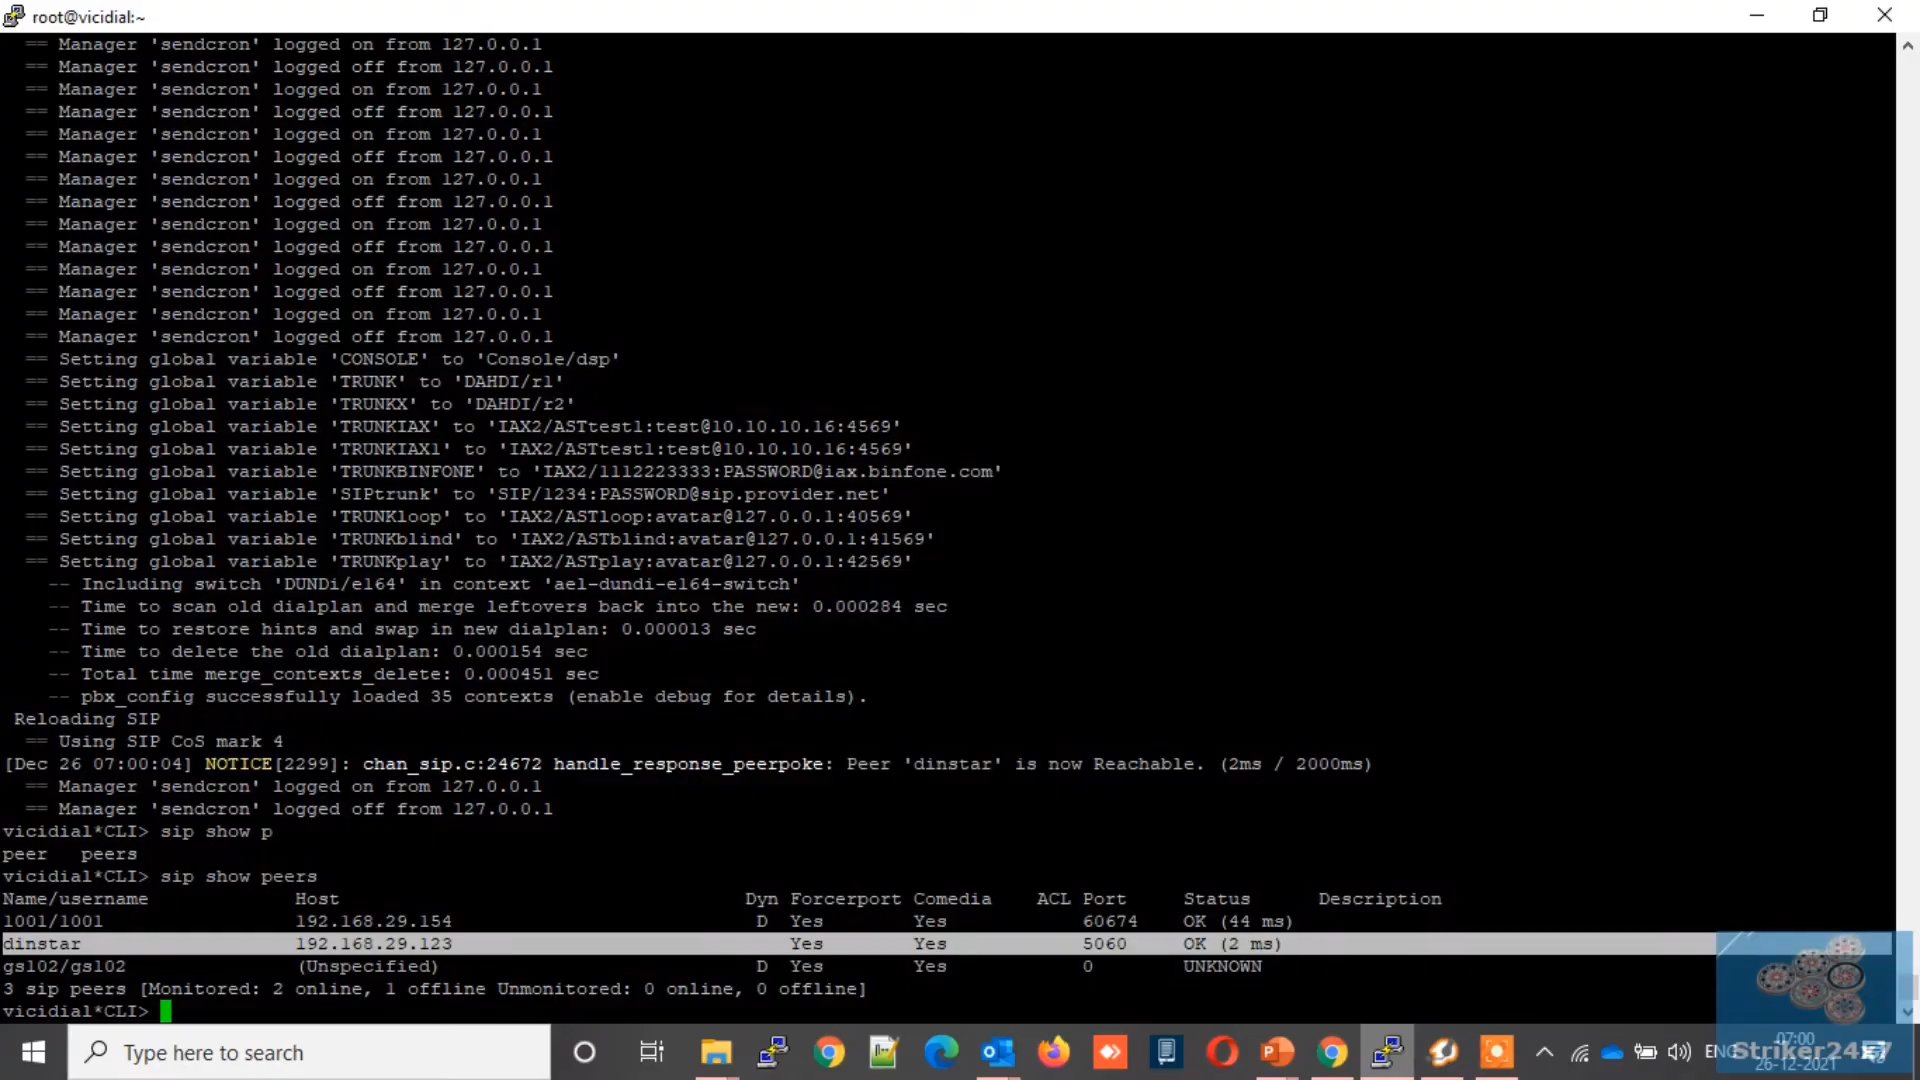 root@vicidial:~
== Manager 'sendcron' logged on from 127.0.0.1
== Manager 'sendcron' logged off from 127.0.0.1
== Manager 'sendcron' logged on from 127.0.0.1
== Manager 'sendcron' logged off from 127.0.0.1
== Manager 'sendcron' logged on from 127.0.0.1
== Manager 'sendcron' logged off from 127.0.0.1
== Manager 'sendcron' logged on from 127.0.0.1
== Manager 'sendcron' logged off from 127.0.0.1
== Manager 'sendcron' logged on from 127.0.0.1
== Manager 'sendcron' logged off from 127.0.0.1
== Manager 'sendcron' logged on from 127.0.0.1
== Manager 'sendcron' logged off from 127.0.0.1
== Manager 'sendcron' logged on from 127.0.0.1
== Manager 'sendcron' logged off from 127.0.0.1
== Setting global variable 'CONSOLE' to 'Console/dsp'
== Setting global variable 'TRUNK' to 'DAHDI/r1'
== Setting global variable 'TRUNKX' to 'DAHDI/r2'
== Setting global variable 'TRUNKIAX' to 'IAX2/ASTtest1:test@10.10.10.16:4569'
== Setting global variable 'TRUNKIAX1' to 'IAX2/ASTtest1:test@10.10.10.16:4569'
== Setting global variable 'TRUNKBINFONE' to 'IAX2/1112223333:PASSWORD@iax.binfone.com'
== Setting global variable 'SIPtrunk' to 'SIP/1234:PASSWORD@sip.provider.net'
== Setting global variable 'TRUNKloop' to 'IAX2/ASTloop:avatar@127.0.0.1:40569'
== Setting global variable 'TRUNKblind' to 'IAX2/ASTblind:avatar@127.0.0.1:41569'
== Setting global variable 'TRUNKplay' to 'IAX2/ASTplay:avatar@127.0.0.1:42569'
-- Including switch 'DUNDi/e164' in context 'ael-dundi-e164-switch'
-- Time to scan old dialplan and merge leftovers back into the new: 0.000284 sec
-- Time to restore hints and swap in new dialplan: 0.000013 sec
-- Time to delete the old dialplan: 0.000154 sec
-- Total time merge_contexts_delete: 0.000451 sec
-- pbx_config successfully loaded 35 contexts (enable debug for details).
Reloading SIP
== Using SIP CoS mark 4
[Dec 26 07:00:04] NOTICE[2299]: chan_sip.c:24672 handle_response_peerpoke: Peer 'dinstar' is now Reachable. (2ms / 2000ms)
== Manager 'sendcron' logged on from 127.0.0.1
== Manager 'sendcron' logged off from 127.0.0.1
vicidial*CLI> sip show p
peer peers
vicidial*CLI> sip show peers
Name/username Host Dyn Forcerport Comedia ACL Port Status Description
1001/1001 192.168.29.154 D Yes Yes 60674 OK (44 ms)
dinstar 192.168.29.123 Yes Yes 5060 OK (2 ms)
gs102/gs102 (Unspecified) D Yes Yes 0 UNKNOWN
3 sip peers [Monitored: 2 online, 1 offline Unmonitored: 0 online, 0 offline]
vicidial*CLI>
Type here to search
07:00
Striker24x7
26-12-2021